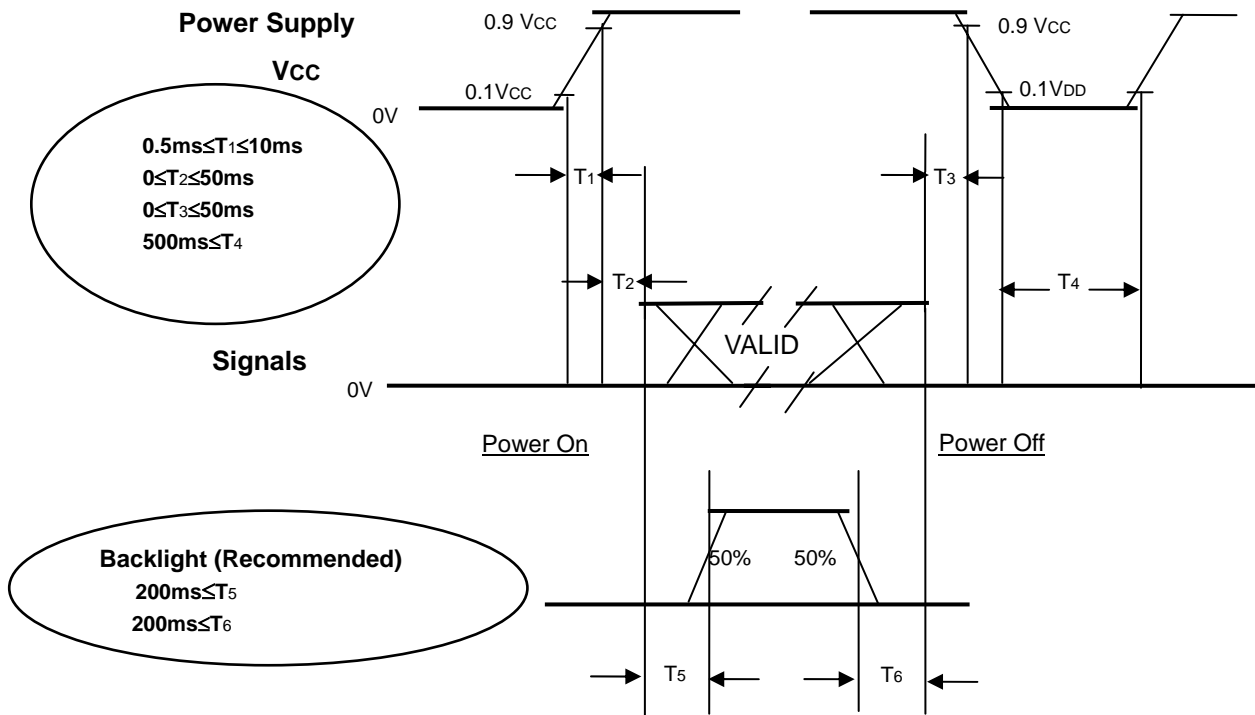 Power Supply
VCC
0.9 VCC
0.1VCC
0V
0.9 VCC
0.1VDD
0.5ms≤T1≤10ms
0≤T2≤50ms
0≤T3≤50ms
500ms≤T4
T1
T3
T2
T4
VALID
Signals
0V
Power On
Power Off
Backlight (Recommended)
200ms≤T5
200ms≤T6
50%
50%
T5
T6